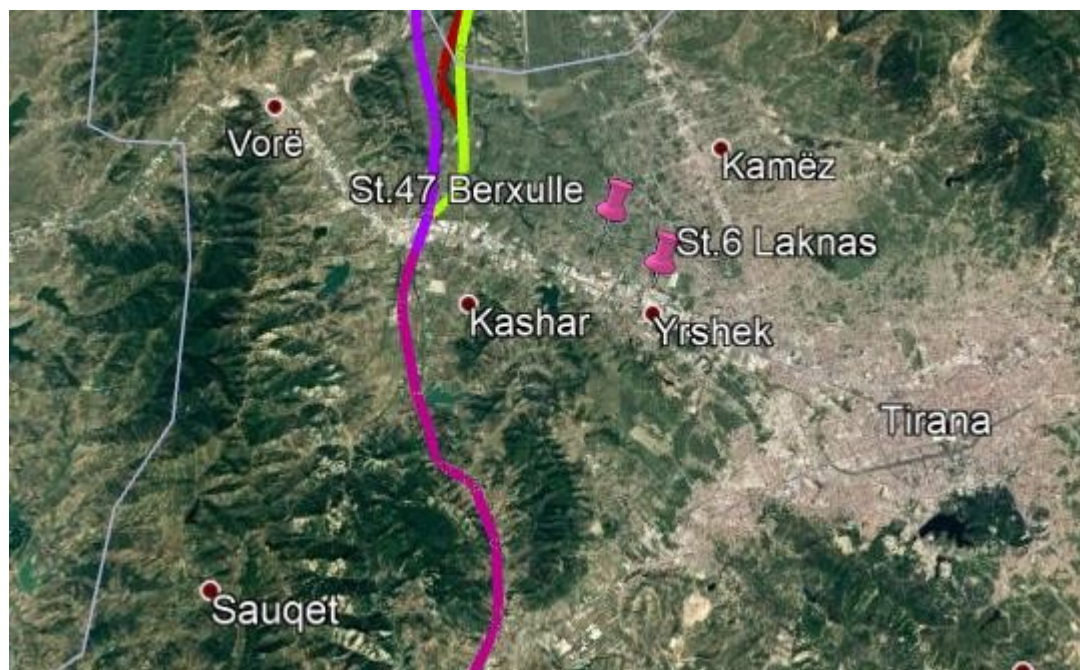 Vorë
Kamëz
St.47 Berxulle
St.6 Laknas
Kashar
Yrshek
Tirana
Sauqet